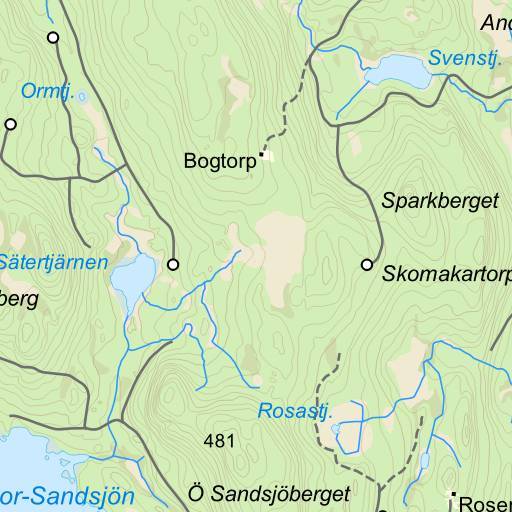 And
Svenstj.
Ormtj.
Bogtorp
Sparkberget
Sätertjärnen
Skomakartorp
berg
Rosastj.
481
or-Sandsjön
Ö Sandsjöberget
Rosen